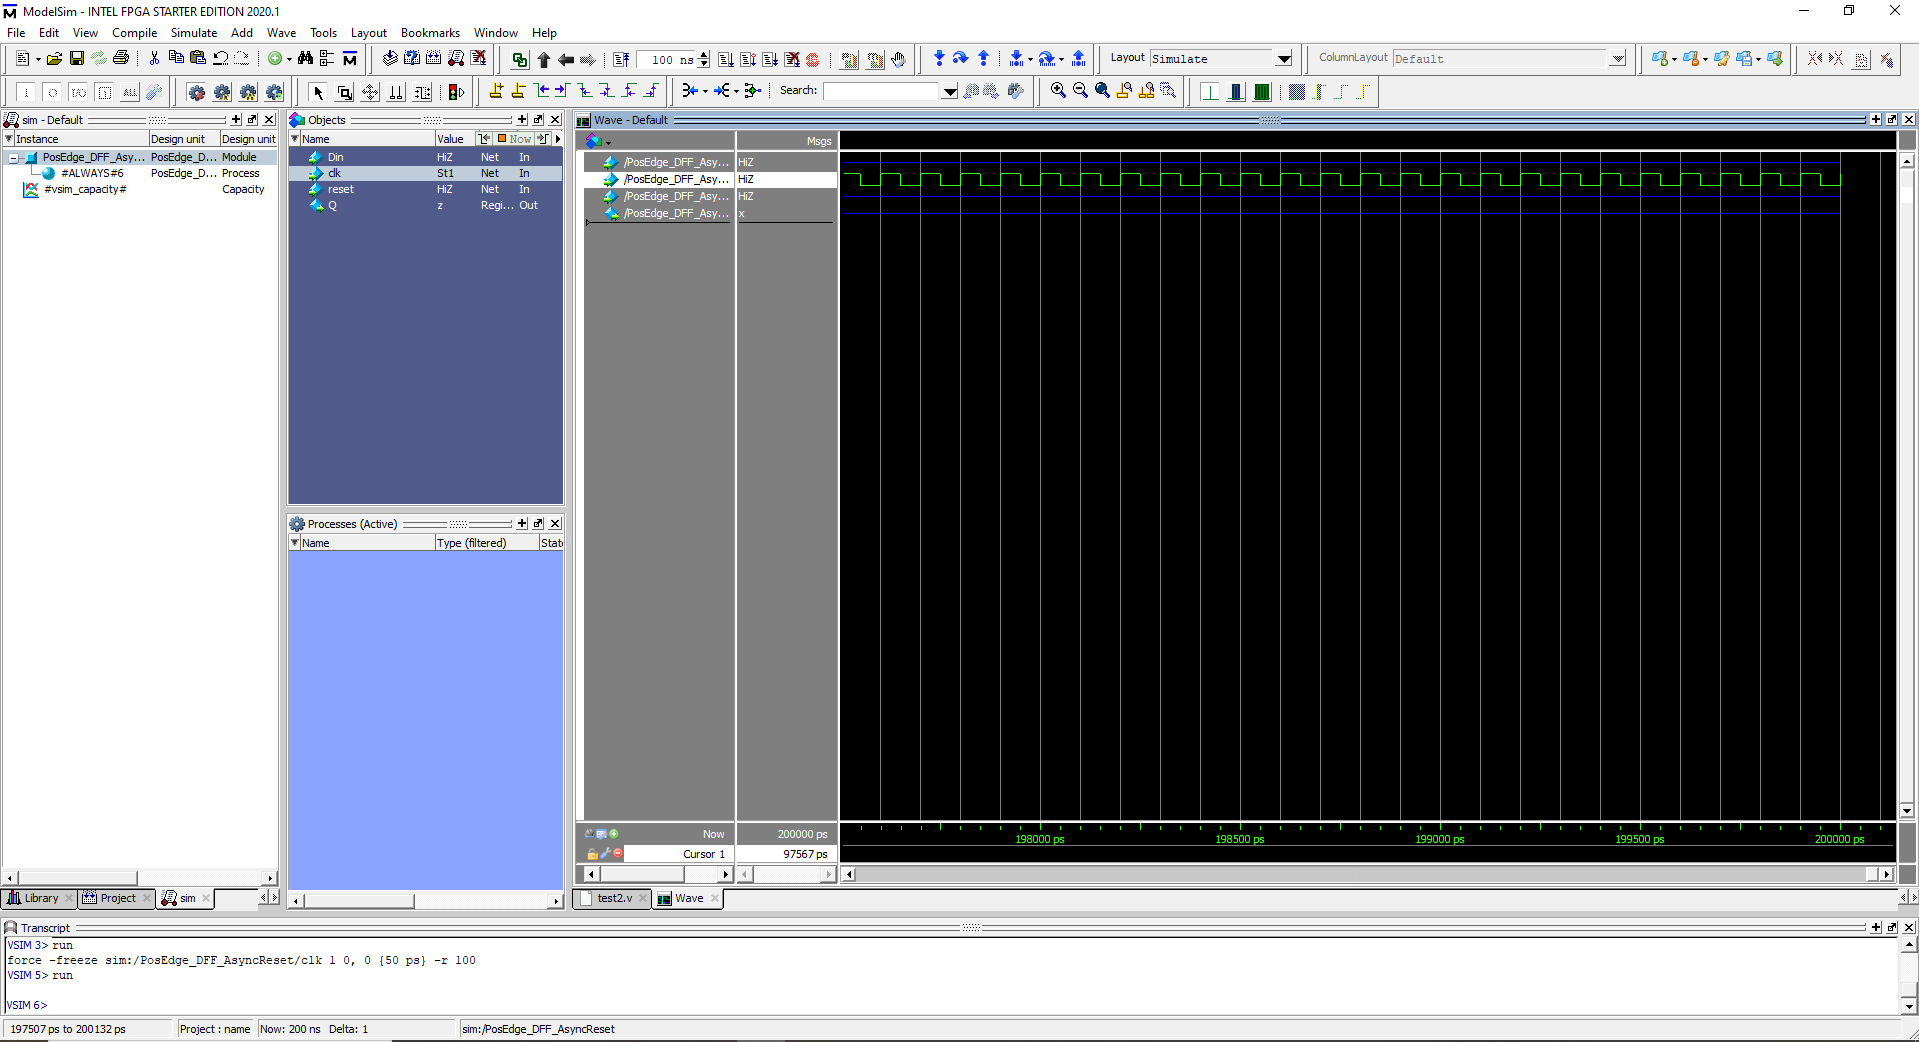 ModelSim - INTEL FPGA STARTER EDITION 2020.1
File Edit View Compile Simulate Add Wave Tools Layout Bookmarks Window Help
100 ns
Layout Simulate
ColumnLayout Default
ALL
Search:
sim - Default
Instance Design unit Design unit
PosEdge_DFF_Asy... PosEdge_D... Module
#ALWAYS#6 PosEdge_D... Process
#vsim_capacity# Capacity
Objects
Name Value Now
Din HiZ Net In
clk St1 Net In
reset HiZ Net In
Q z Regi... Out
Processes (Active)
Name Type (filtered) State
Wave - Default
Msgs
/PosEdge_DFF_Asy... HiZ
/PosEdge_DFF_Asy... HiZ
/PosEdge_DFF_Asy... HiZ
/PosEdge_DFF_Asy... x
Now 200000 ps
Cursor 1 97567 ps
198000 ps 198500 ps 199000 ps 199500 ps 200000 ps
Library Project sim
test2.v Wave
Transcript
VSIM 3> run
force -freeze sim:/PosEdge_DFF_AsyncReset/clk 1 0, 0 {50 ps} -r 100
VSIM 5> run
VSIM 6>
197507 ps to 200132 ps Project : name Now: 200 ns Delta: 1 sim:/PosEdge_DFF_AsyncReset